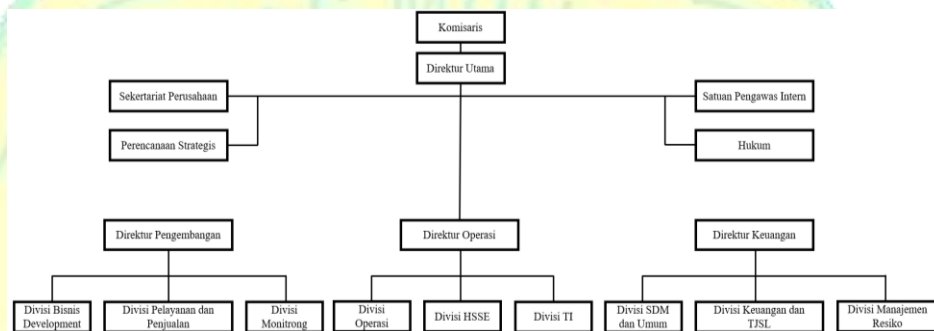 Komisaris
Direktur Utama
Sekertariat Perusahaan
Satuan Pengawas Intern
Perencanaan Strategis
Hukum
Direktur Pengembangan
Direktur Operasi
Direktur Keuangan
Divisi Bisnis
Development
Divisi Pelayanan dan
Penjualan
Divisi
Monitrong
Divisi
Operasi
Divisi HSSE
Divisi TI
Divisi SDM
dan Umum
Divisi Keuangan dan
TJSL
Divisi Manajemen
Resiko